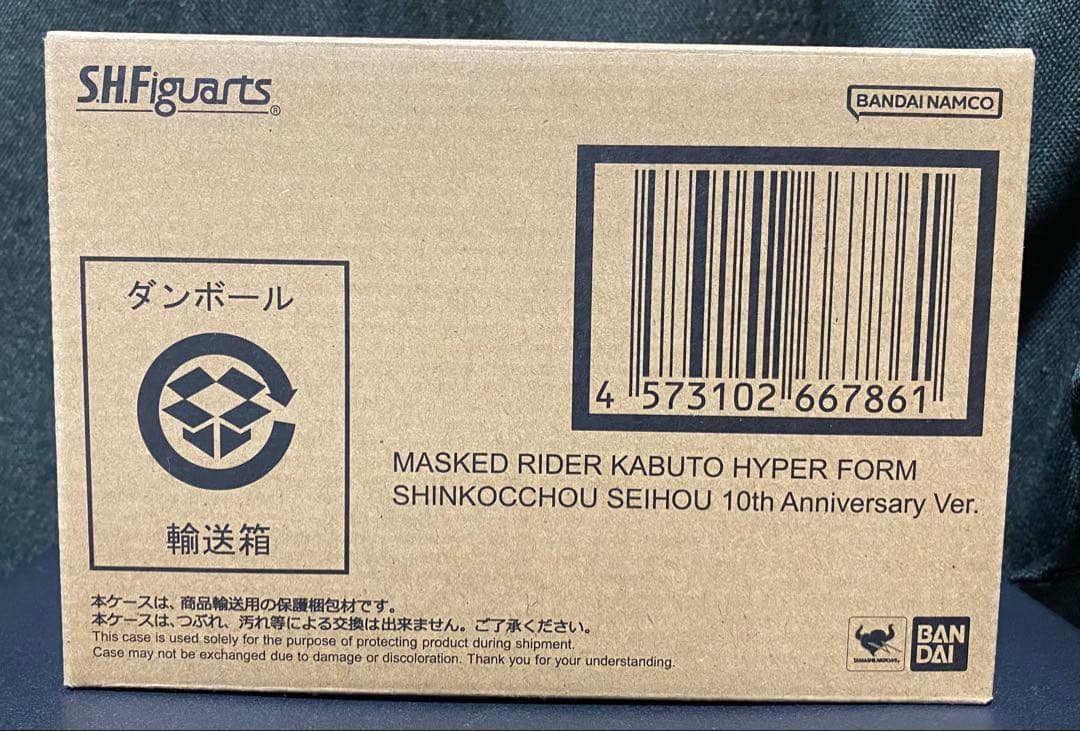 S.H.Figuarts®
BANDAI NAMCO
4 573102 667861
MASKED RIDER KABUTO HYPER FORM
SHINKOCCHOU SEIHOU 10th Anniversary Ver.
ダンボール
輸送箱
本ケースは、商品輸送用の保護梱包材です。
本ケースは、つぶれ、汚れ等による交換は出来ません。ご了承ください。
This case is used solely for the purpose of protecting product during shipment.
Case may not be exchanged due to damage or discoloration. Thank you for your understanding.
TAMASHII NATIONS
BAN
DAI